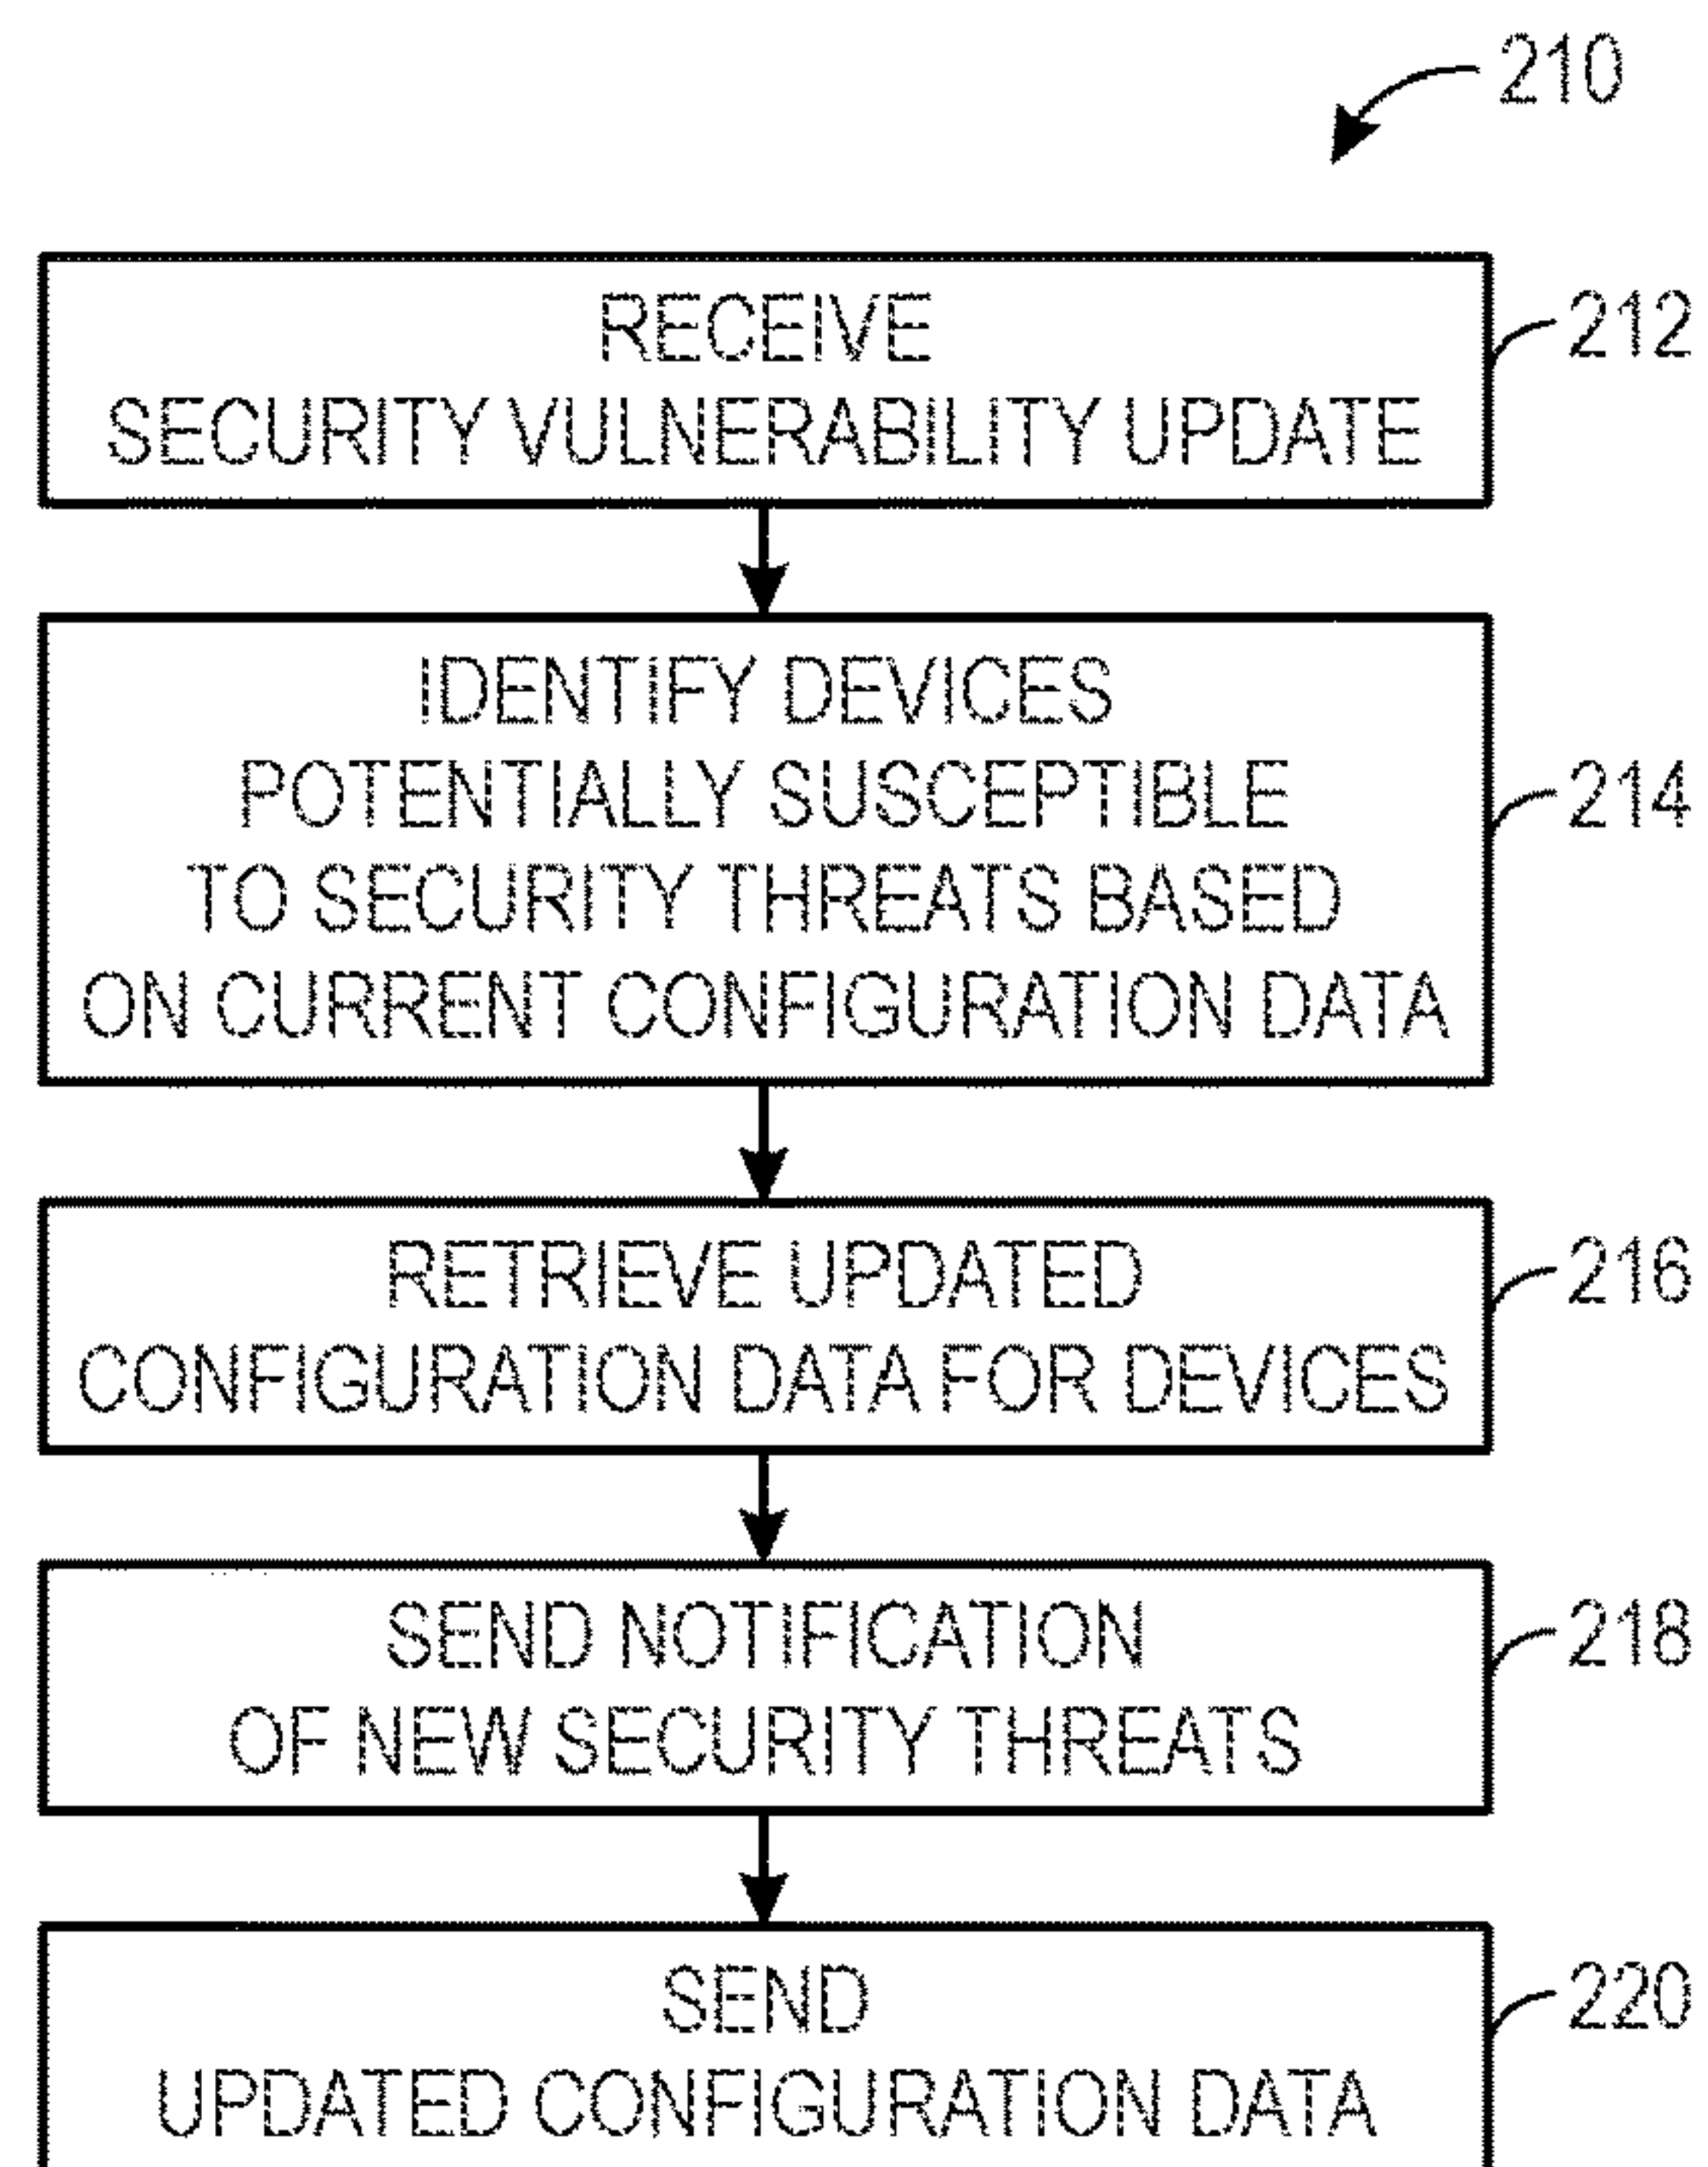 210
RECEIVE
SECURITY VULNERABILITY UPDATE
212
IDENTIFY DEVICES
POTENTIALLY SUSCEPTIBLE
TO SECURITY THREATS BASED
ON CURRENT CONFIGURATION DATA
214
RETRIEVE UPDATED
CONFIGURATION DATA FOR DEVICES
216
SEND NOTIFICATION
OF NEW SECURITY THREATS
218
SEND
UPDATED CONFIGURATION DATA
220